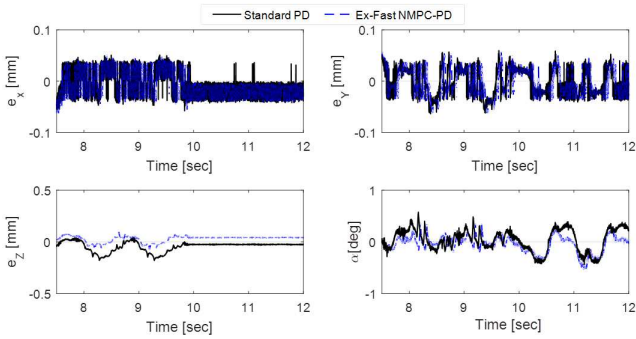 Standard PD Ex-Fast NMPC-PD
0.1
0
-0.1
e_X [mm]
8 9 10 11 12
Time [sec]
0.1
0
-0.1
e_Y [mm]
8 9 10 11 12
Time [sec]
0.5
0
-0.5
e_Z [mm]
8 9 10 11 12
Time [sec]
1
0
-1
α[deg]
8 9 10 11 12
Time [sec]